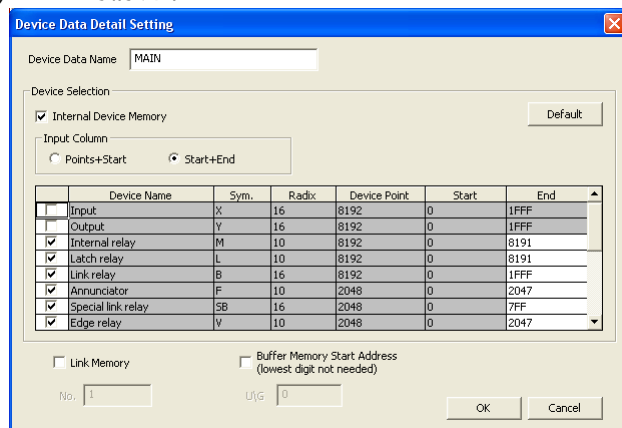 Device Data Detail Setting
Device Data Name MAIN
Device Selection
Internal Device Memory
Default
Input Column
Points+Start Start+End
Device Name Sym. Radix Device Point Start End
Input X 16 8192 0 1FFF
Output Y 16 8192 0 1FFF
Internal relay M 10 8192 0 8191
Latch relay L 10 8192 0 8191
Link relay B 16 8192 0 1FFF
Annunciator F 10 2048 0 2047
Special link relay SB 16 2048 0 7FF
Edge relay V 10 2048 0 2047
Link Memory
Buffer Memory Start Address
(lowest digit not needed)
No. 1 U\G 0
OK Cancel